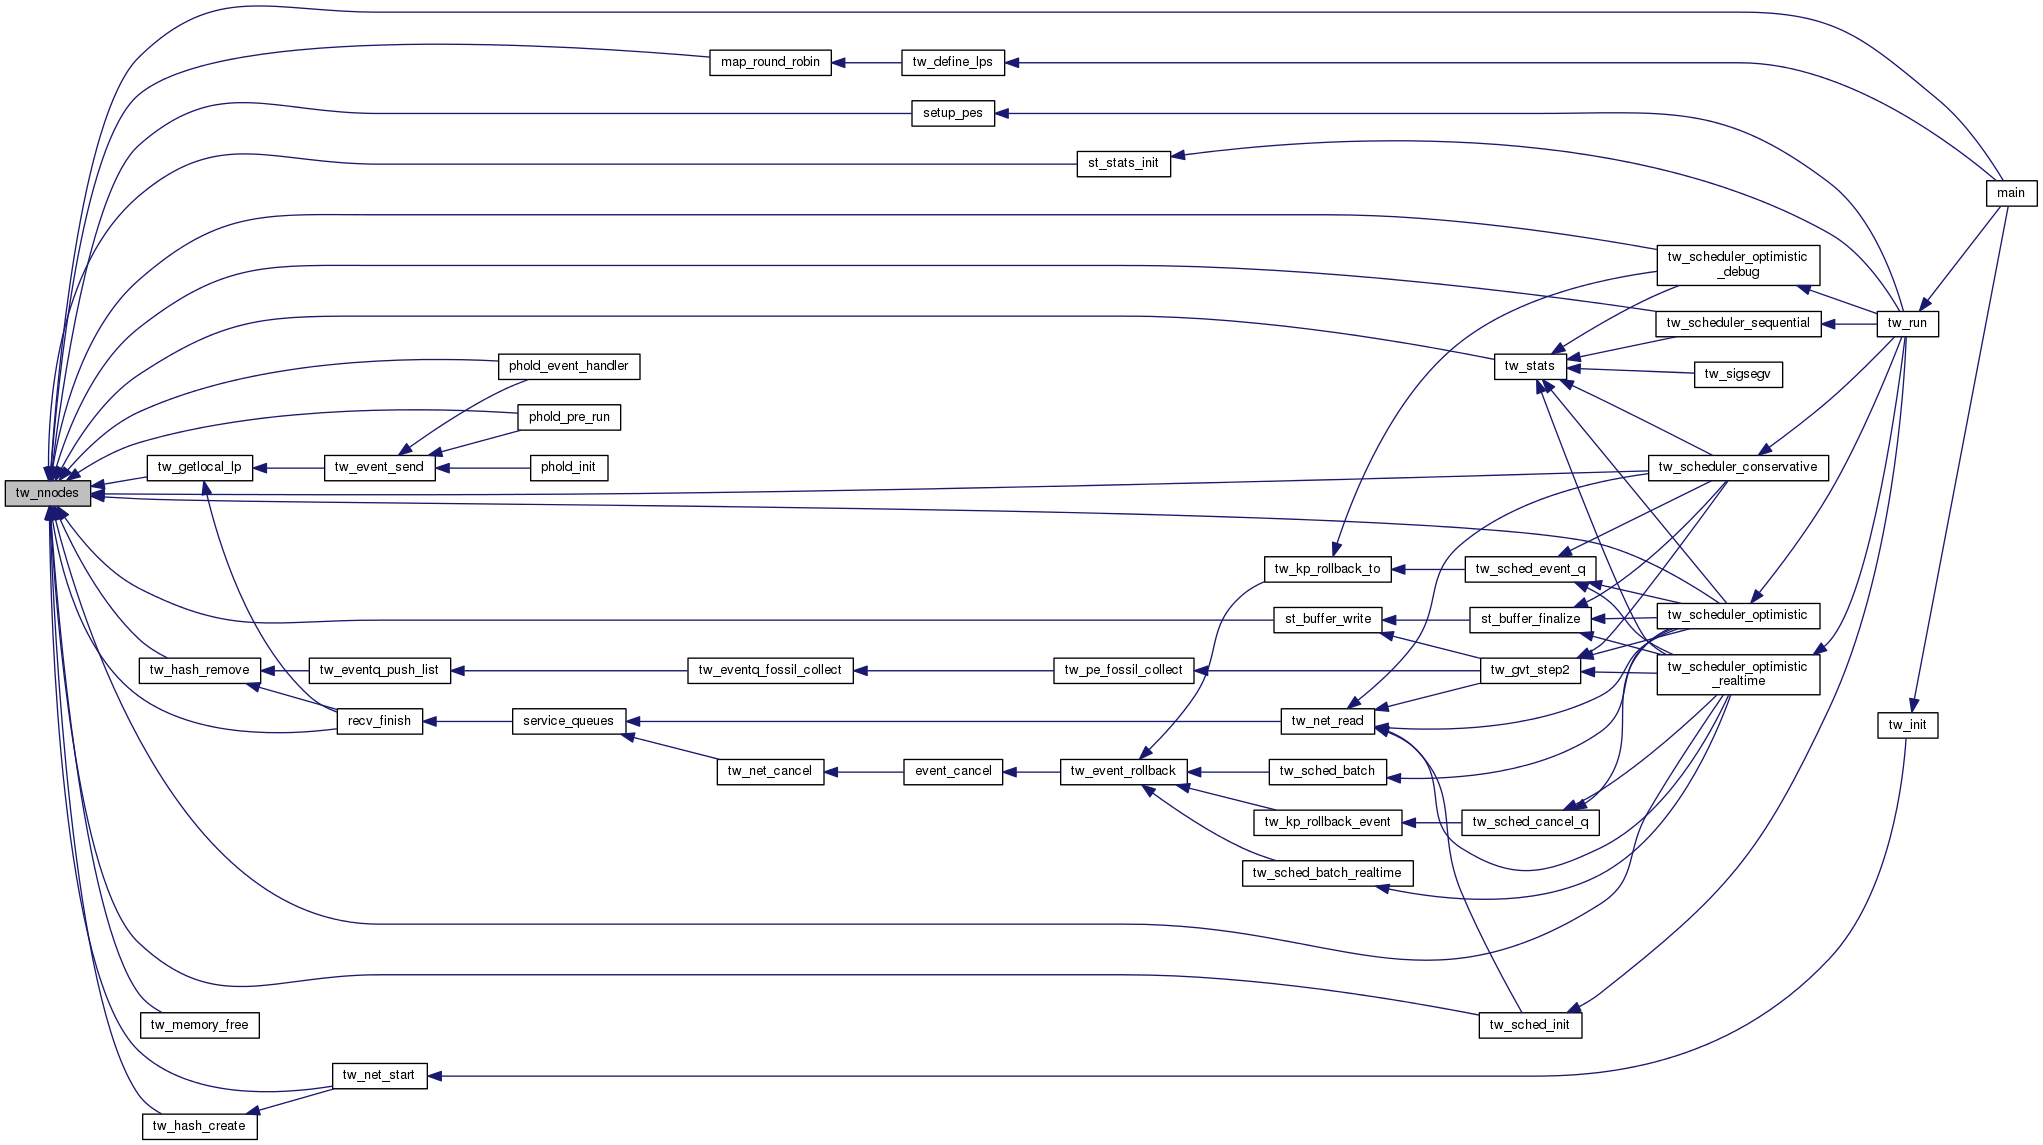 map_round_robin
tw_define_lps
setup_pes
st_stats_init
main
tw_scheduler_optimistic
_debug
tw_scheduler_sequential
tw_run
phold_event_handler
tw_stats
tw_sigsegv
phold_pre_run
tw_getlocal_lp
tw_event_send
phold_init
tw_scheduler_conservative
tw_nnodes
tw_kp_rollback_to
tw_sched_event_q
st_buffer_write
st_buffer_finalize
tw_scheduler_optimistic
tw_hash_remove
tw_eventq_push_list
tw_eventq_fossil_collect
tw_pe_fossil_collect
tw_gvt_step2
tw_scheduler_optimistic
_realtime
recv_finish
service_queues
tw_net_read
tw_init
tw_net_cancel
event_cancel
tw_event_rollback
tw_sched_batch
tw_kp_rollback_event
tw_sched_cancel_q
tw_sched_batch_realtime
tw_memory_free
tw_sched_init
tw_net_start
tw_hash_create